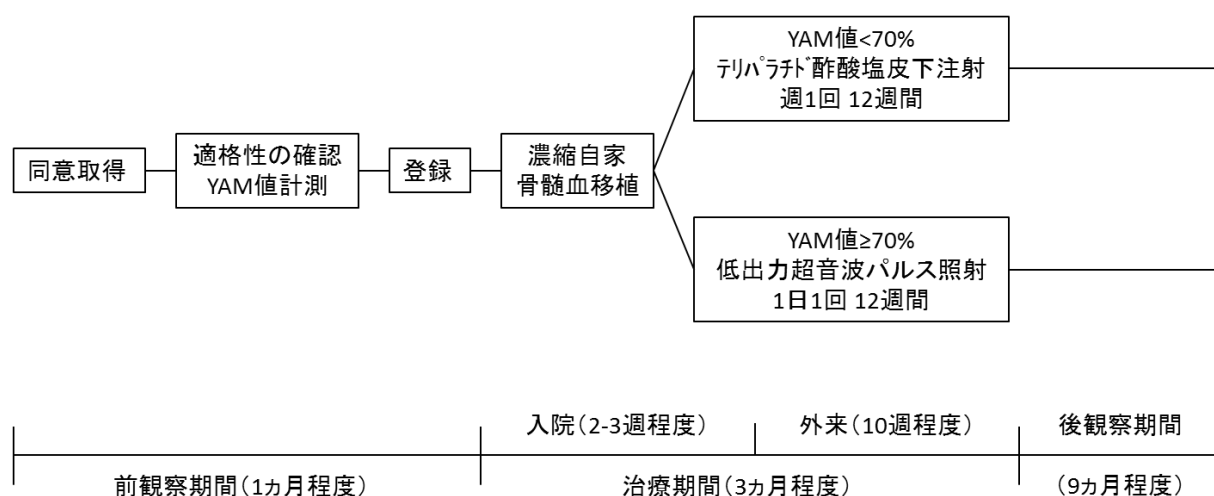 YAM値<70%
ﾃﾘﾊﾟﾗﾁﾄﾞ酢酸塩皮下注射
週1回 12週間
同意取得
適格性の確認
YAM値計測
登録
濃縮自家
骨髄血移植
YAM値≥70%
低出力超音波パルス照射
1日1回 12週間
入院（2-3週程度）
外来（10週程度）
後観察期間
前観察期間（1ヵ月程度）
治療期間（3ヵ月程度）
（9ヵ月程度）